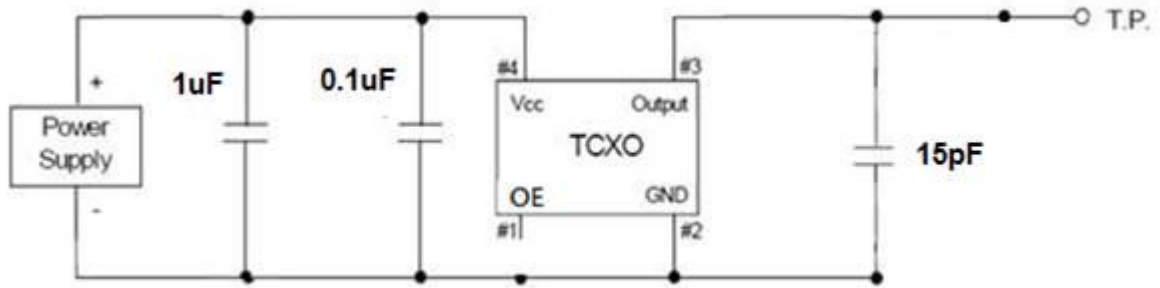 T.P.
+
1uF
0.1uF
#4
#3
Vcc
Output
Power
Supply
TCXO
15pF
-
OE
GND
#1
#2